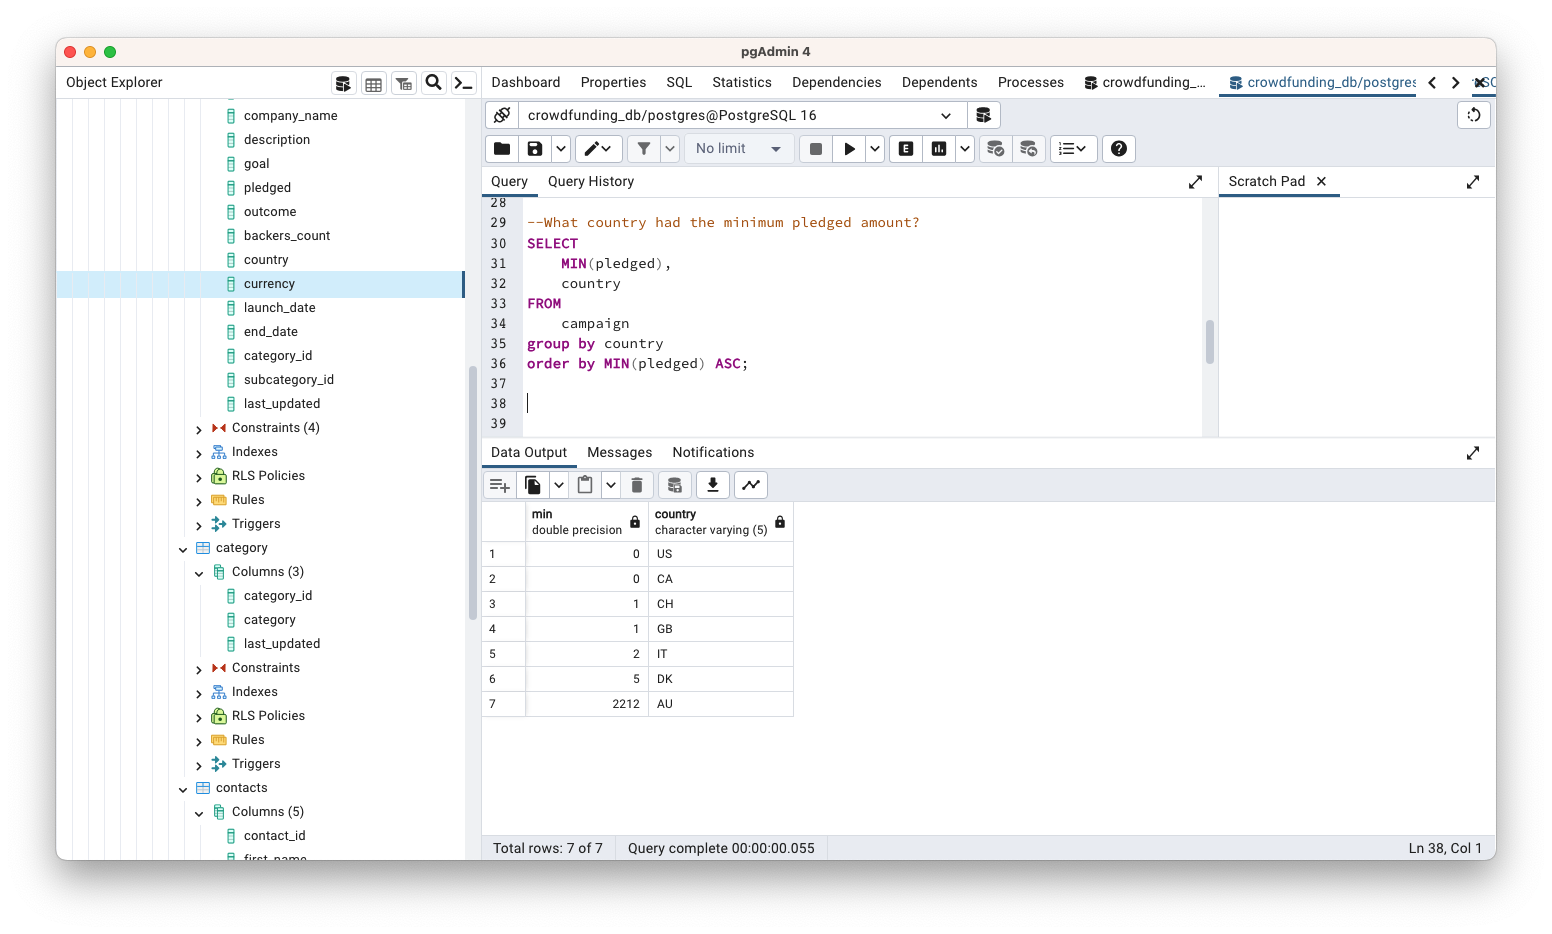 pgAdmin 4
Object Explorer
Dashboard
Properties
SQL
Statistics
Dependencies
Dependents
Processes
crowdfunding_...
crowdfunding_db/postgres
company_name
description
goal
pledged
outcome
backers_count
country
currency
launch_date
end_date
category_id
subcategory_id
last_updated
Constraints (4)
Indexes
RLS Policies
Rules
Triggers
category
Columns (3)
category_id
category
last_updated
Constraints
Indexes
RLS Policies
Rules
Triggers
contacts
Columns (5)
contact_id
first_name
crowdfunding_db/postgres@PostgreSQL 16
No limit
E
Query
Query History
Scratch Pad
28
29 --What country had the minimum pledged amount?
30 SELECT
31 MIN(pledged),
32 country
33 FROM
34 campaign
35 group by country
36 order by MIN(pledged) ASC;
37
38
39
Data Output
Messages
Notifications
min
double precision
country
character varying (5)
1 0 US
2 0 CA
3 1 CH
4 1 GB
5 2 IT
6 5 DK
7 2212 AU
Total rows: 7 of 7
Query complete 00:00:00.055
Ln 38, Col 1